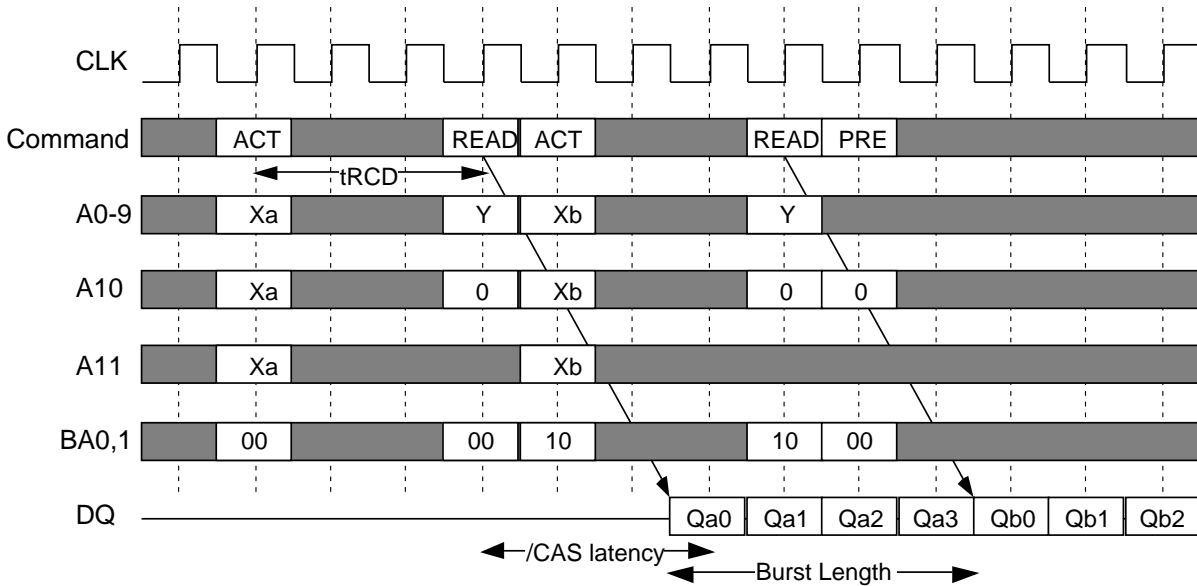 CLK
Command ACT READ ACT READ PRE
tRCD
A0-9 Xa Y Xb Y
A10 Xa 0 Xb 0 0
A11 Xa Xb
BA0,1 00 00 10 10 00
DQ Qa0 Qa1 Qa2 Qa3 Qb0 Qb1 Qb2
/CAS latency
Burst Length